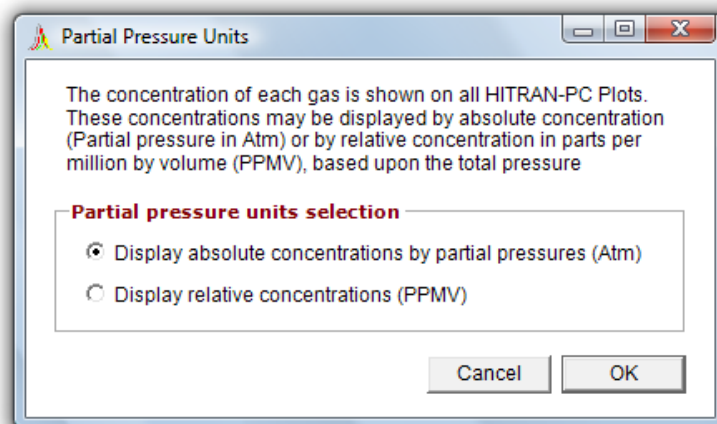 Partial Pressure Units
The concentration of each gas is shown on all HITRAN-PC Plots.
These concentrations may be displayed by absolute concentration
(Partial pressure in Atm) or by relative concentration in parts per
million by volume (PPMV), based upon the total pressure
Partial pressure units selection
Display absolute concentrations by partial pressures (Atm)
Display relative concentrations (PPMV)
Cancel OK